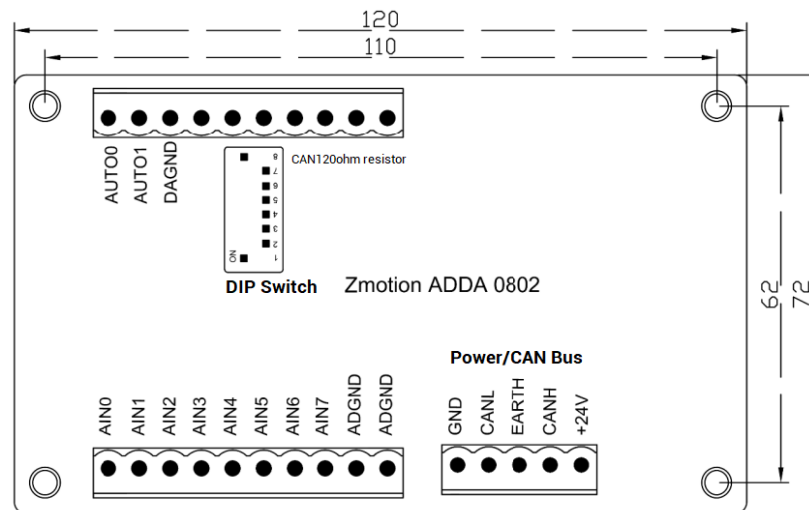 120
110
AUTO0
AUTO1
DAGND
CAN120ohm resistor
8
7
6
5
4
3
2
1
ON
DIP Switch
Zmotion ADDA 0802
62
72
Power/CAN Bus
AIN0
AIN1
AIN2
AIN3
AIN4
AIN5
AIN6
AIN7
ADGND
ADGND
GND
CANL
EARTH
CANH
+24V